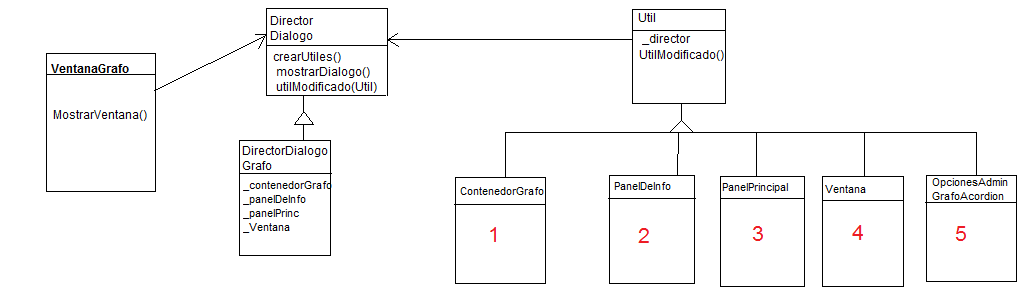 VentanaGrafo
MostrarVentana()
Director
Dialogo
crearUtiles()
mostrarDialogo()
utilModificado(Util)
DirectorDialogo
Grafo
_contenedorGrafo
_panelDeInfo
_panelPrinc
_Ventana
Util
_director
UtilModificado()
ContenedorGrafo
1
PanelDeInfo
2
PanelPrincipal
3
Ventana
4
OpcionesAdmin
GrafoAcordion
5